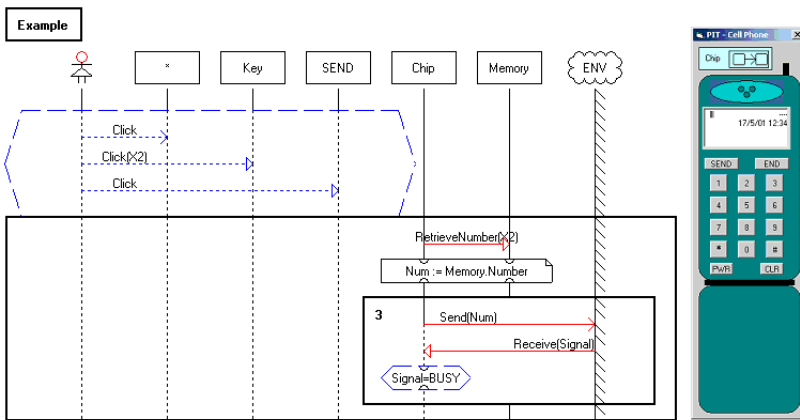 Example
*
Key
SEND
Chip
Memory
ENV
Click
Click(X2)
Click
RetrieveNumber(X2)
Num := Memory.Number
3
Send(Num)
Receive(Signal)
Signal=BUSY
PIT - Cell Phone
Chip
17/5/01 12:34
SEND END
1 2 3
4 5 6
7 8 9
* 0 #
PWR CLR